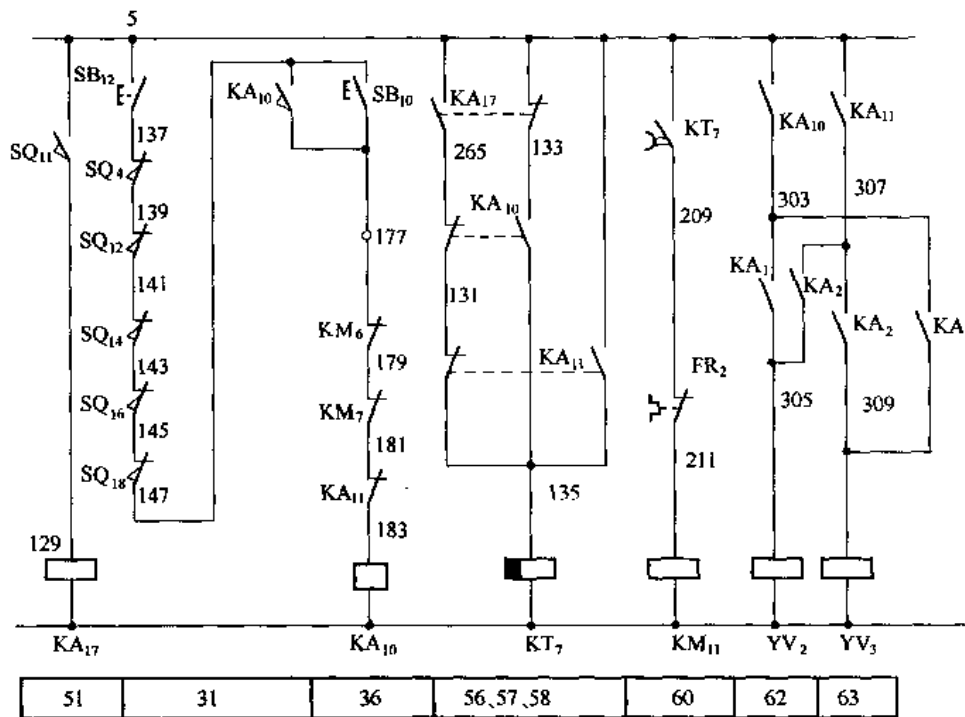 5
SB12
KA10
SB10
KA17
KT7
KA10
KA11
137
SQ11
SQ4
265
133
139
303
307
SQ12
177
KA10
209
141
KA1
KA2
131
SQ14
KM6
KA2
KA
143
179
KA11
FR2
SQ16
KM7
305
309
145
181
211
SQ18
147
KA11
135
129
183
KA17
KA10
KT7
KM11
YV2
YV3
51
31
36
56、57、58
60
62
63